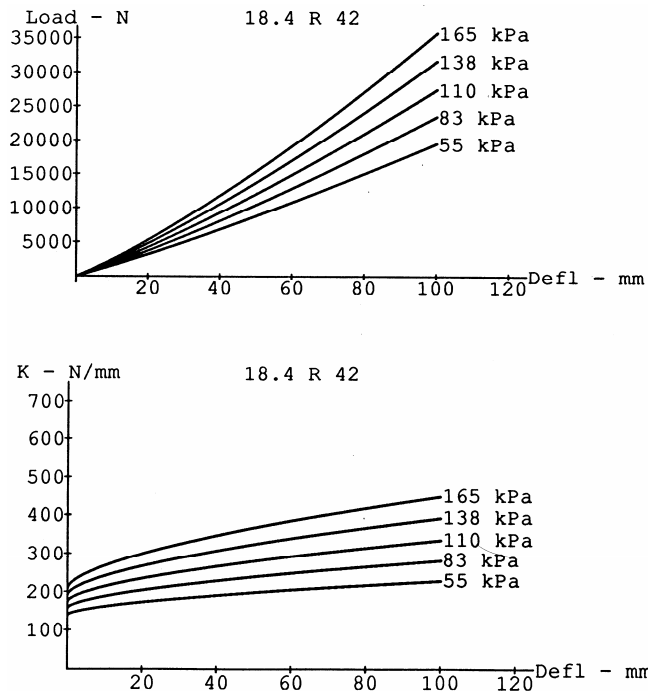 Load - N 18.4 R 42
35000
30000
25000
20000
15000
10000
5000
165 kPa
138 kPa
110 kPa
83 kPa
55 kPa
20 40 60 80 100 120 Defl - mm
K - N/mm 18.4 R 42
700
600
500
400
300
200
100
165 kPa
138 kPa
110 kPa
83 kPa
55 kPa
20 40 60 80 100 120 Defl - mm